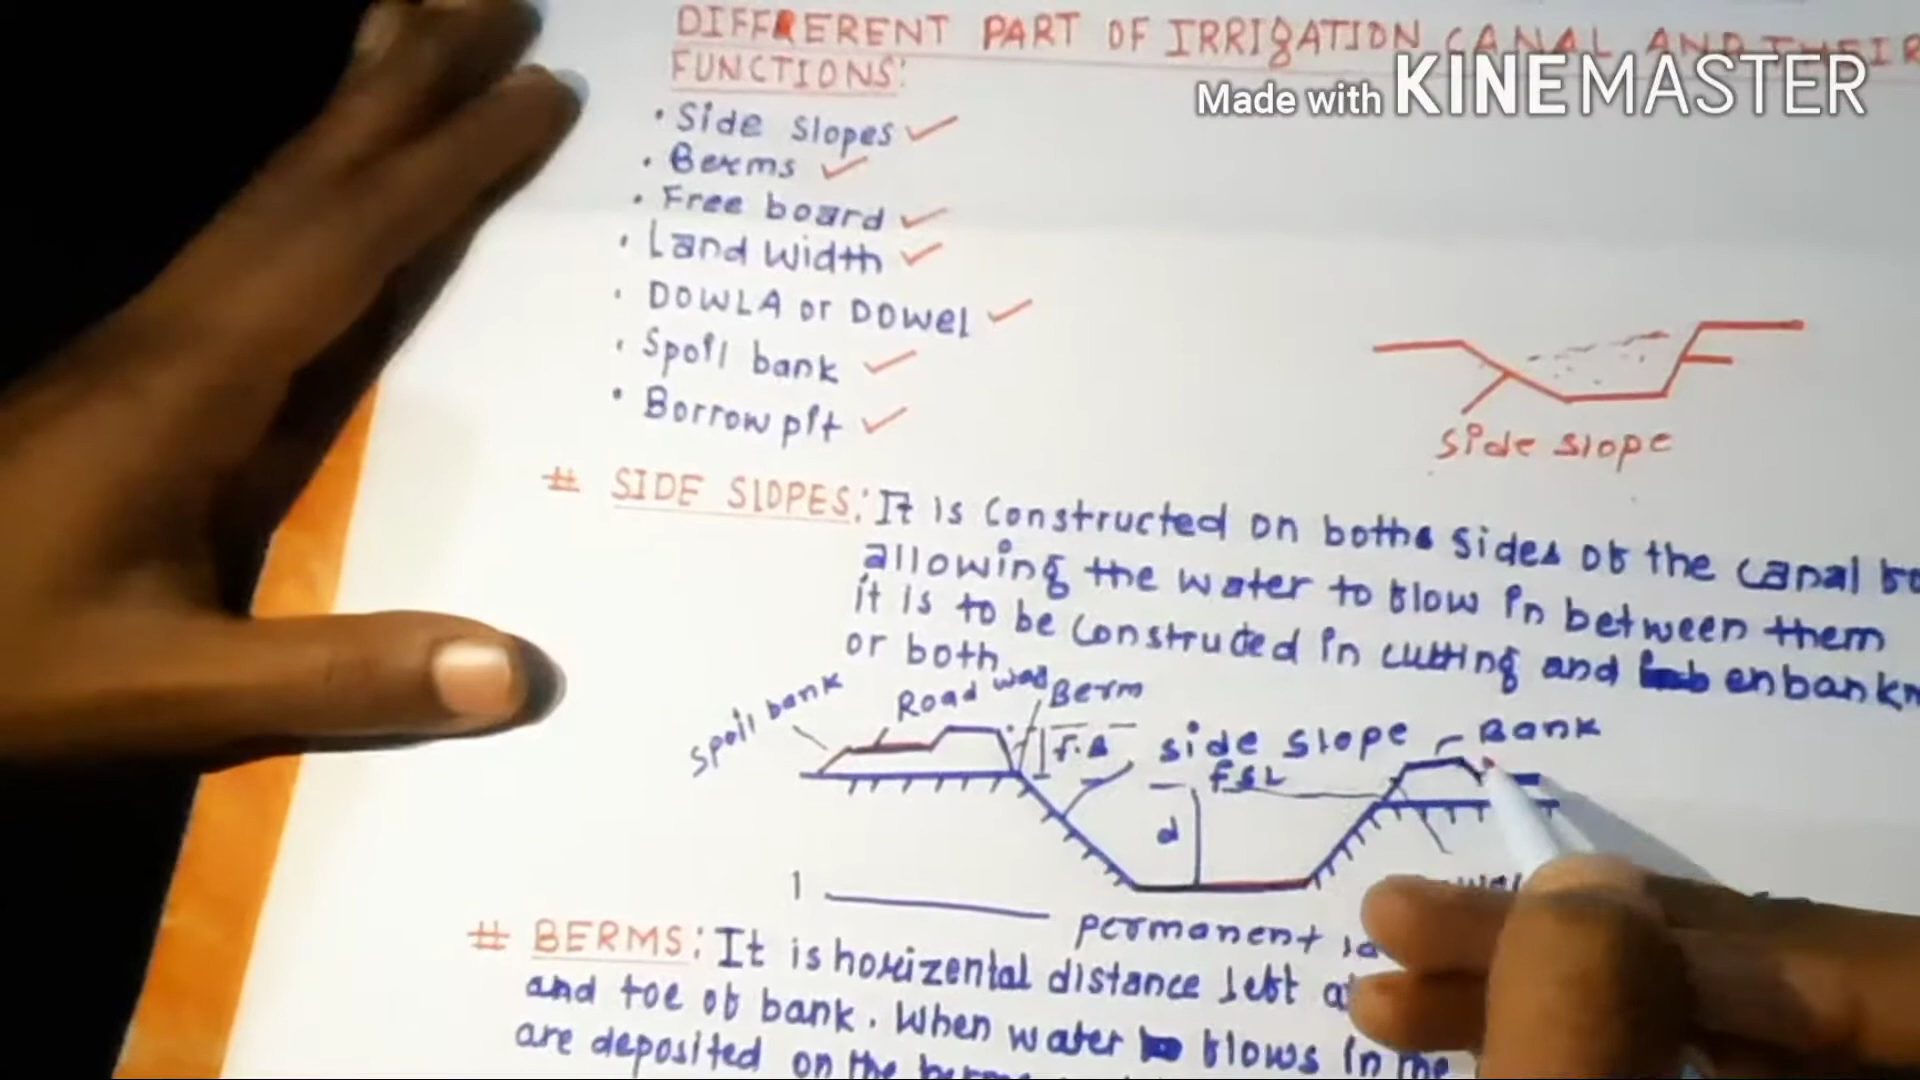 DIFFRERENT PART OF IRRIGATION CANAL AND THEIR
FUNCTIONS:
Made with KINEMASTER
• Side slopes
• Berms
• Free board
• Land width
• DOWLA or DOWEL
• Spoil bank
• Borrow pit
side slope
# SIDE SLOPES: It is constructed on boths sides of the canal
allowing the water to flow in between them
it is to be constructed in cutting and enbank
or both
Spoil bank
Road way
Berm
F.B
side slope
Bank
FSL
d
permanent
# BERMS: It is horizental distance left at
and toe of bank. When water flows in the
are deposited on the berms